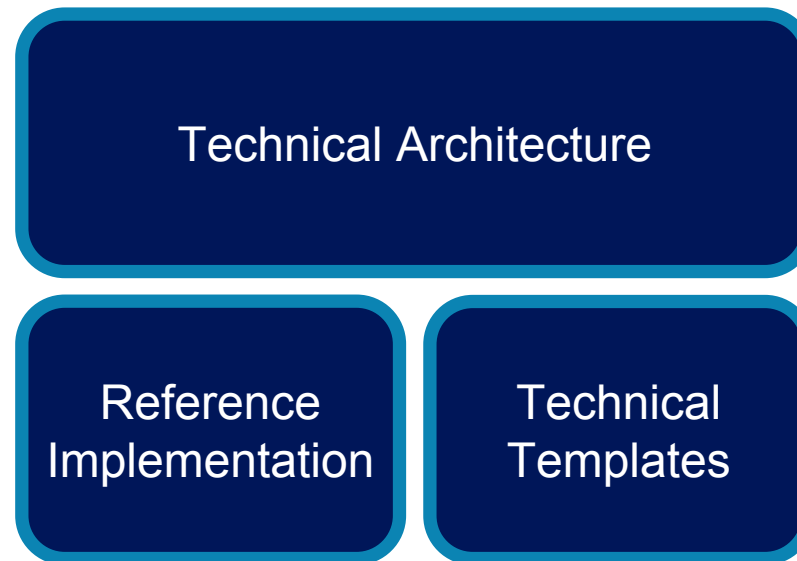 Technical Architecture
Reference
Implementation
Technical
Templates